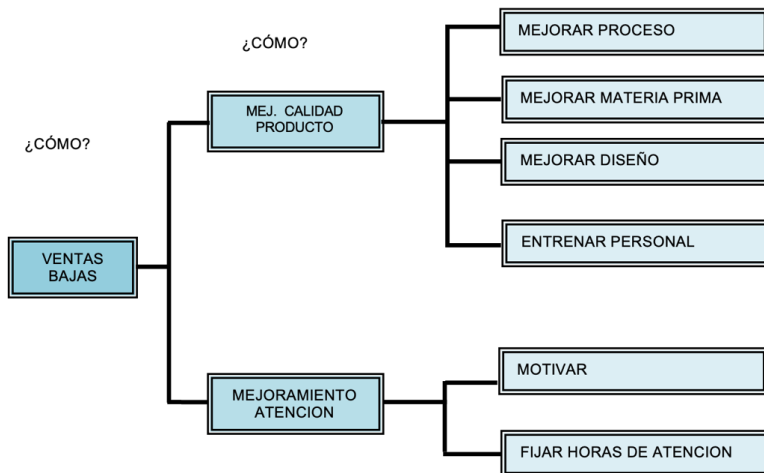 ¿CÓMO?
MEJORAR PROCESO
MEJ. CALIDAD
PRODUCTO
MEJORAR MATERIA PRIMA
¿CÓMO?
MEJORAR DISEÑO
ENTRENAR PERSONAL
VENTAS
BAJAS
MOTIVAR
MEJORAMIENTO
ATENCION
FIJAR HORAS DE ATENCION